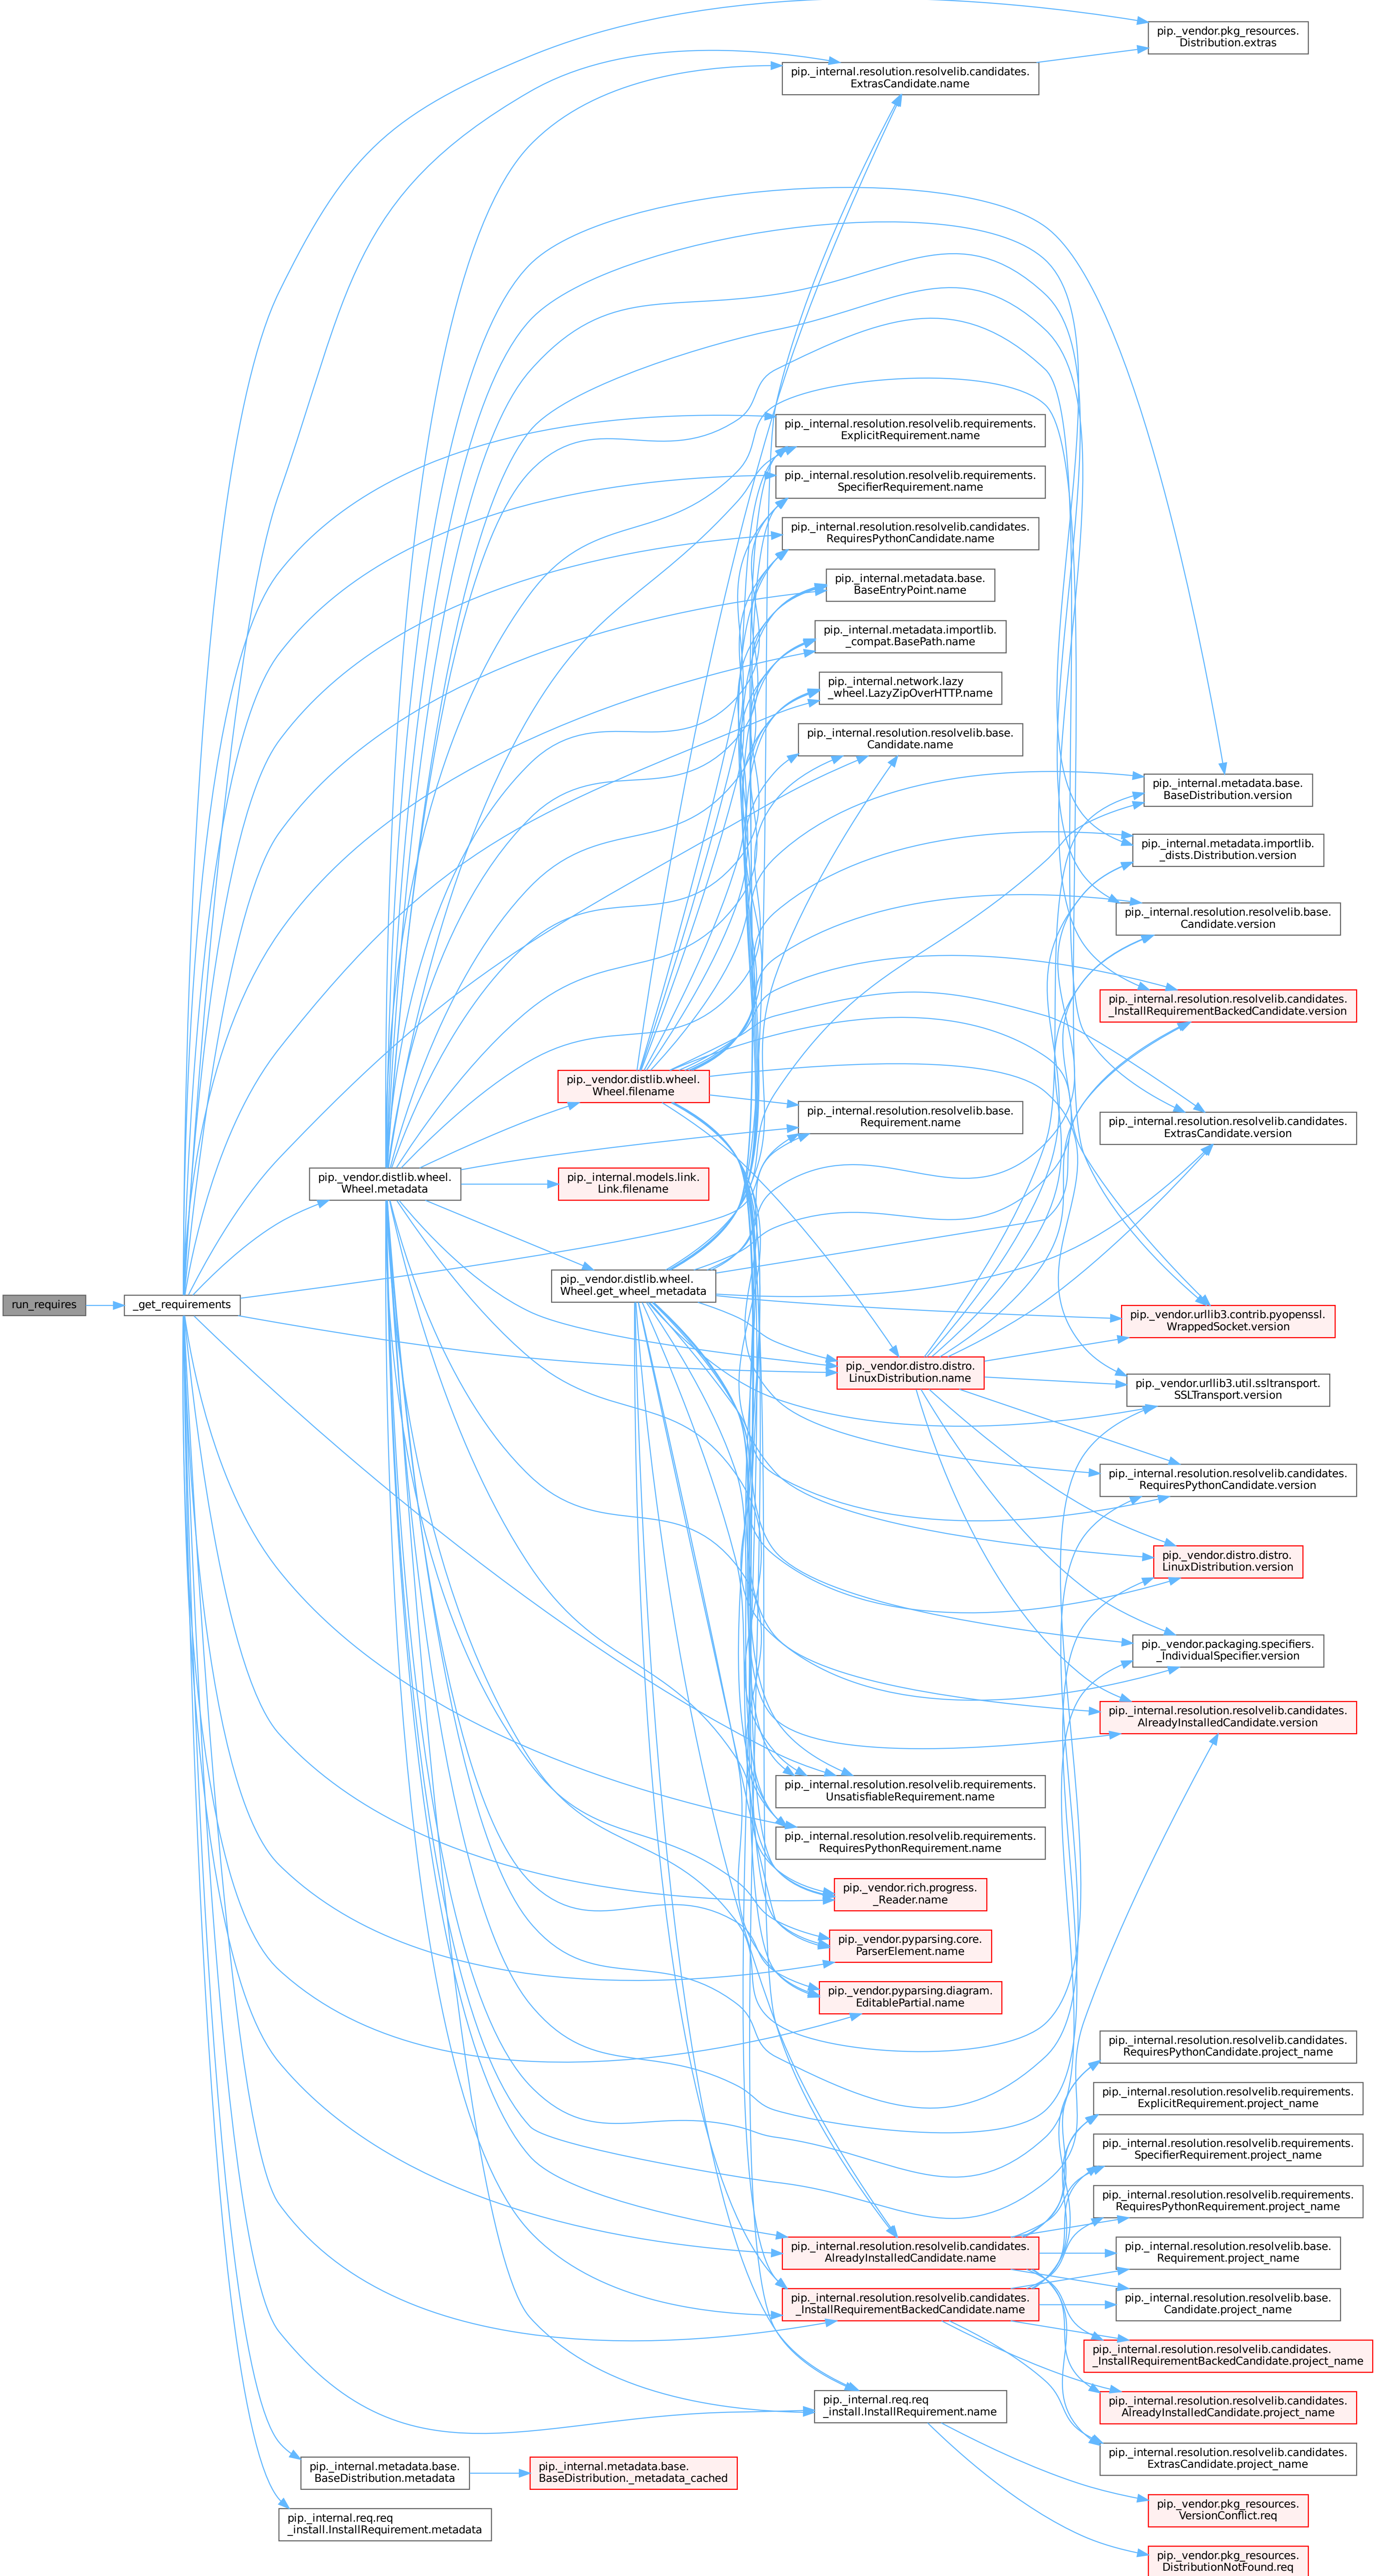 pip._vendor.pkg_resources.
Distribution.extras
pip._internal.resolution.resolvelib.candidates.
ExtrasCandidate.name
pip._internal.resolution.resolvelib.requirements.
ExplicitRequirement.name
pip._internal.resolution.resolvelib.requirements.
SpecifierRequirement.name
pip._internal.resolution.resolvelib.candidates.
RequiresPythonCandidate.name
pip._internal.metadata.base.
BaseEntryPoint.name
pip._internal.metadata.importlib.
_compat.BasePath.name
pip._internal.network.lazy
_wheel.LazyZipOverHTTP.name
pip._internal.resolution.resolvelib.base.
Candidate.name
pip._internal.metadata.base.
BaseDistribution.version
pip._internal.metadata.importlib.
_dists.Distribution.version
pip._internal.resolution.resolvelib.base.
Candidate.version
pip._internal.resolution.resolvelib.candidates.
_InstallRequirementBackedCandidate.version
pip._vendor.distlib.wheel.
Wheel.filename
pip._internal.resolution.resolvelib.base.
Requirement.name
pip._internal.resolution.resolvelib.candidates.
ExtrasCandidate.version
pip._vendor.distlib.wheel.
Wheel.metadata
pip._internal.models.link.
Link.filename
pip._vendor.distlib.wheel.
Wheel.get_wheel_metadata
run_requires
_get_requirements
pip._vendor.urllib3.contrib.pyopenssl.
WrappedSocket.version
pip._vendor.distro.distro.
LinuxDistribution.name
pip._vendor.urllib3.util.ssltransport.
SSLTransport.version
pip._internal.resolution.resolvelib.candidates.
RequiresPythonCandidate.version
pip._vendor.distro.distro.
LinuxDistribution.version
pip._vendor.packaging.specifiers.
_IndividualSpecifier.version
pip._internal.resolution.resolvelib.candidates.
AlreadyInstalledCandidate.version
pip._internal.resolution.resolvelib.requirements.
UnsatisfiableRequirement.name
pip._internal.resolution.resolvelib.requirements.
RequiresPythonRequirement.name
pip._vendor.rich.progress.
_Reader.name
pip._vendor.pyparsing.core.
ParserElement.name
pip._vendor.pyparsing.diagram.
EditablePartial.name
pip._internal.resolution.resolvelib.candidates.
RequiresPythonCandidate.project_name
pip._internal.resolution.resolvelib.requirements.
ExplicitRequirement.project_name
pip._internal.resolution.resolvelib.requirements.
SpecifierRequirement.project_name
pip._internal.resolution.resolvelib.requirements.
RequiresPythonRequirement.project_name
pip._internal.resolution.resolvelib.candidates.
AlreadyInstalledCandidate.name
pip._internal.resolution.resolvelib.base.
Requirement.project_name
pip._internal.resolution.resolvelib.candidates.
_InstallRequirementBackedCandidate.name
pip._internal.resolution.resolvelib.base.
Candidate.project_name
pip._internal.resolution.resolvelib.candidates.
_InstallRequirementBackedCandidate.project_name
pip._internal.req.req
_install.InstallRequirement.name
pip._internal.resolution.resolvelib.candidates.
AlreadyInstalledCandidate.project_name
pip._internal.resolution.resolvelib.candidates.
ExtrasCandidate.project_name
pip._internal.metadata.base.
BaseDistribution.metadata
pip._internal.metadata.base.
BaseDistribution._metadata_cached
pip._vendor.pkg_resources.
VersionConflict.req
pip._internal.req.req
_install.InstallRequirement.metadata
pip._vendor.pkg_resources.
DistributionNotFound.req